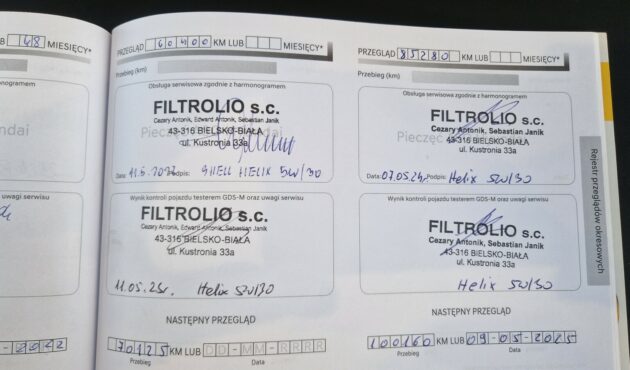 48 MIESIĘCY*
monogramem
ndai
uwagi serwisu
PRZEGLĄD 60400 KM LUB MIESIĘCY*
Przebieg (km)
Obsługa serwisowa zgodnie z harmonogramem
FILTROLIO s.c.
Cezary Antonik, Edward Antonik, Sebastian Janik
43-316 BIELSKO-BIAŁA
ul. Kustronia 33a
Podpis: SHELL HELIX 5W/30
Wynik kontroli pojazdu testerem GDS-M oraz uwagi serwisu
FILTROLIO s.c.
Cezary Antonik, Edward Antonik, Sebastian Janik
43-316 BIELSKO-BIAŁA
ul. Kustronia 33a
11.05.23r. Helix 5W/30
NASTĘPNY PRZEGLĄD
70125 KM LUB DD-MM-RRRR
Przebieg Data
PRZEGLĄD 85280 KM LUB MIESIĘCY*
Przebieg (km)
Obsługa serwisowa zgodnie z harmonogramem
FILTROLIO s.c.
Cezary Antonik, Sebastian Janik
43-316 BIELSKO-BIAŁA
ul. Kustronia 33a
Data: 07.05.24r. Podpis: Helix 5W/30
Wynik kontroli pojazdu testerem GDS-M oraz uwagi serwisu
FILTROLIO s.c.
Cezary Antonik, Sebastian Janik
43-316 BIELSKO-BIAŁA
ul. Kustronia 33a
Helix 5W/30
NASTĘPNY PRZEGLĄD
100160 KM LUB 09-05-2025
Przebieg Data
Rejestr przeglądów okresowych